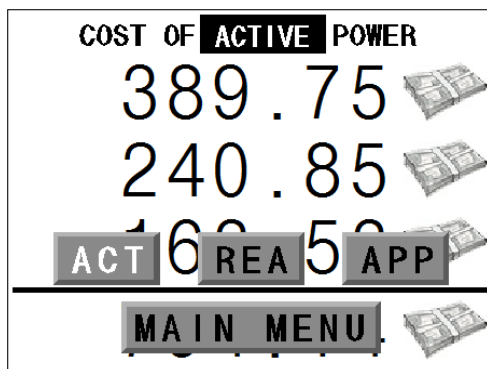 COST OF ACTIVE POWER
389.75
240.85
ACT REA APP
MAIN MENU